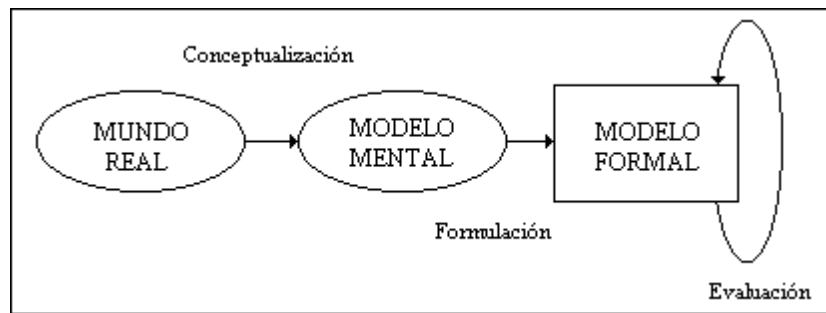 Conceptualización
MUNDO
REAL
MODELO
MENTAL
MODELO
FORMAL
Formulación
Evaluación